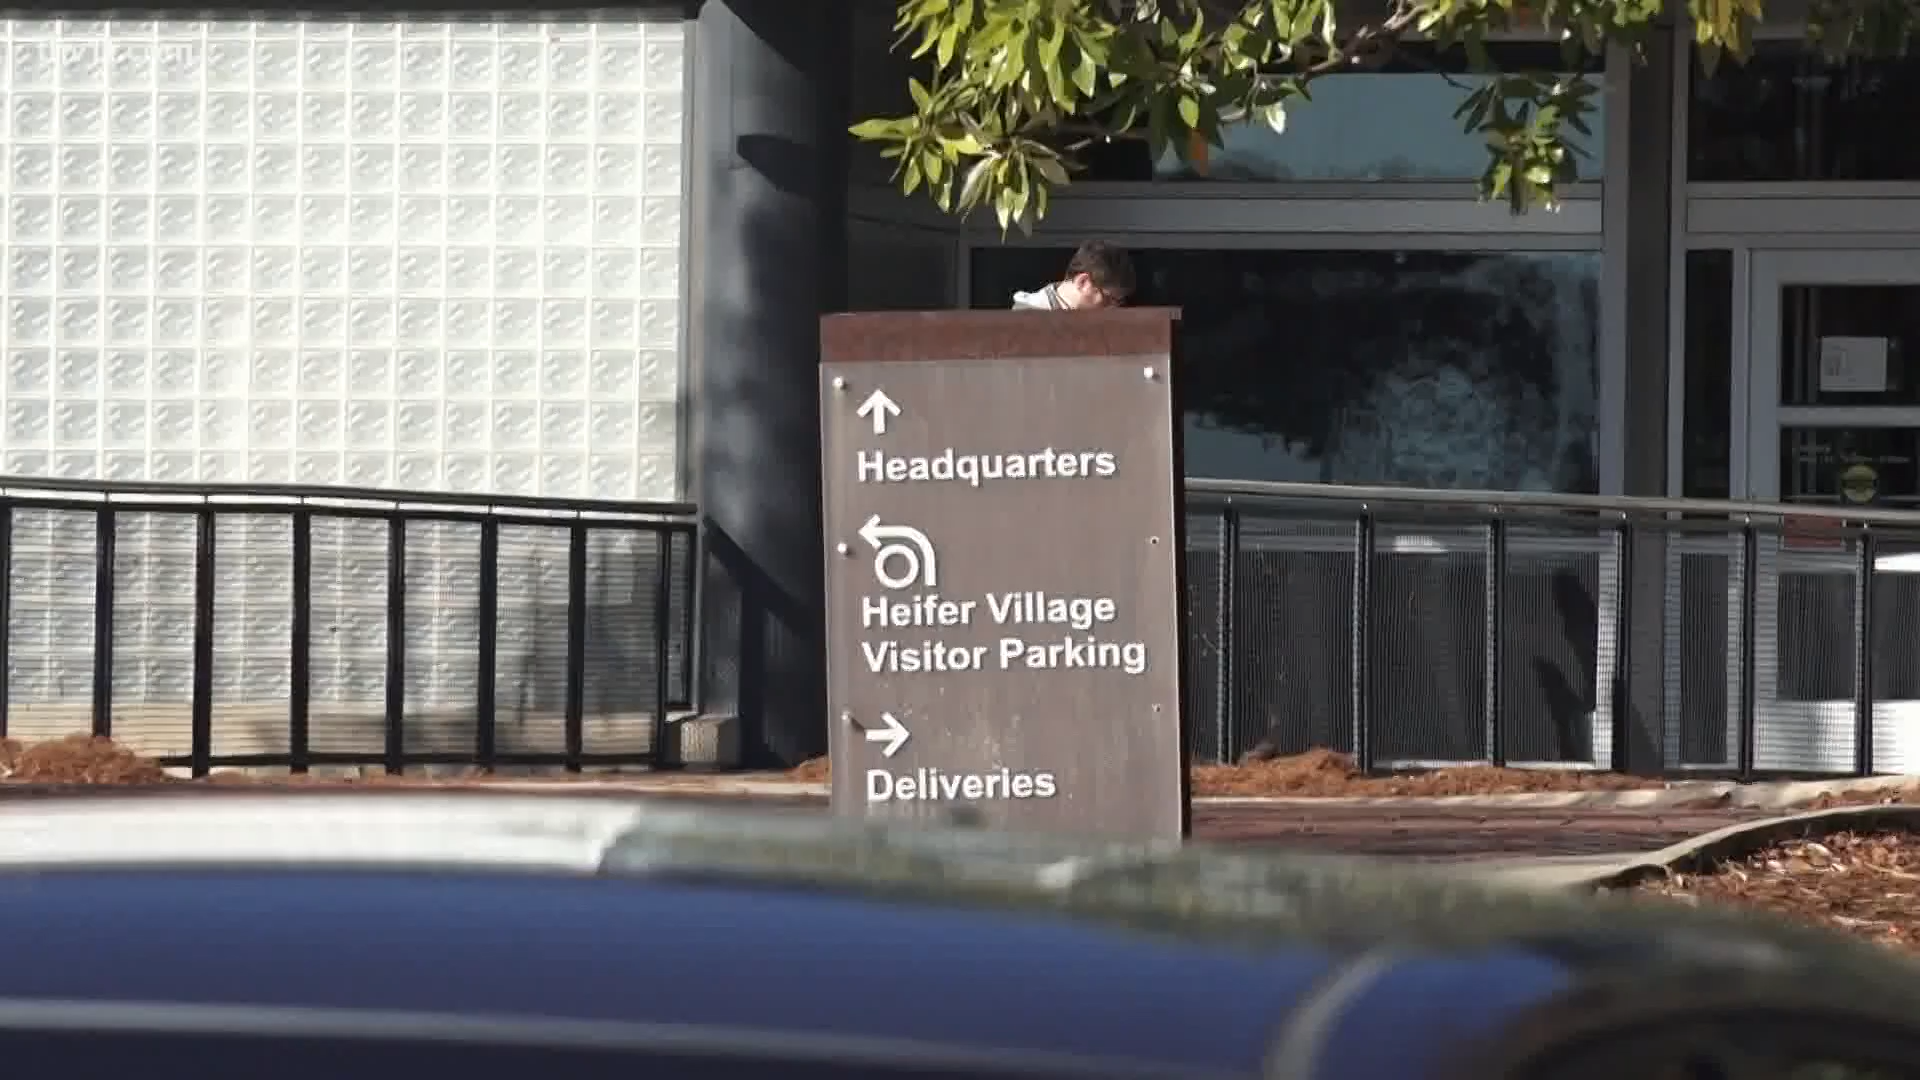 Headquarters
Heifer Village
Visitor Parking
Deliveries